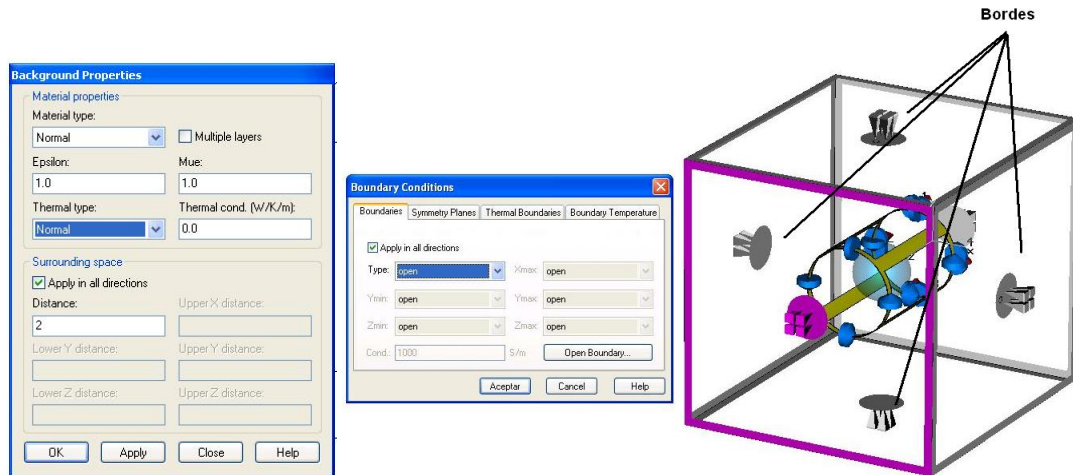 Bordes
Background Properties
Material properties
Material type:
Normal
Multiple layers
Epsilon:
Mue:
1.0
1.0
Thermal type:
Thermal cond. (W/K/m):
Normal
0.0
Surrounding space
Apply in all directions
Distance:
Upper X distance:
2
Lower Y distance:
Upper Y distance:
Lower Z distance:
Upper Z distance:
OK
Apply
Close
Help
Boundary Conditions
Boundaries
Symmetry Planes
Thermal Boundaries
Boundary Temperature
Apply in all directions
Type:
open
Xmax:
open
Ymin:
open
Ymax:
open
Zmin:
open
Zmax:
open
Cond.:
1000
S/m
Open Boundary...
Aceptar
Cancel
Help
z
x